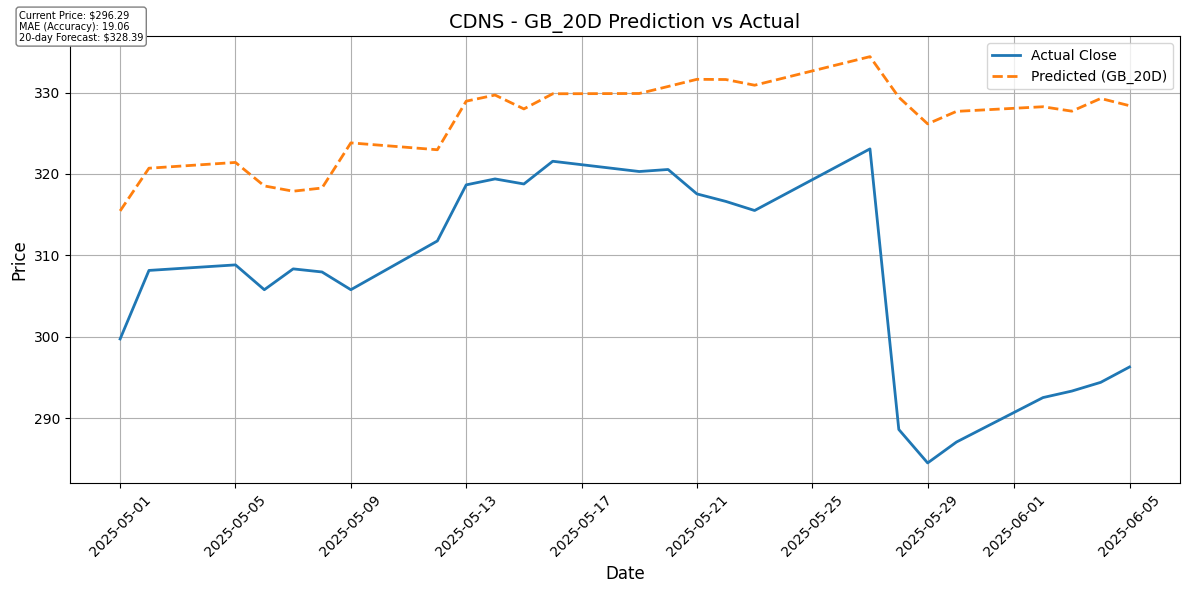 CDNS - GB_20D Prediction vs Actual
Current Price: $296.29
MAE (Accuracy): 19.06
20-day Forecast: $328.39
Actual Close
Predicted (GB_20D)
Price
330
320
310
300
290
2025-05-01
2025-05-05
2025-05-09
2025-05-13
2025-05-17
2025-05-21
2025-05-25
2025-05-29
2025-06-01
2025-06-05
Date